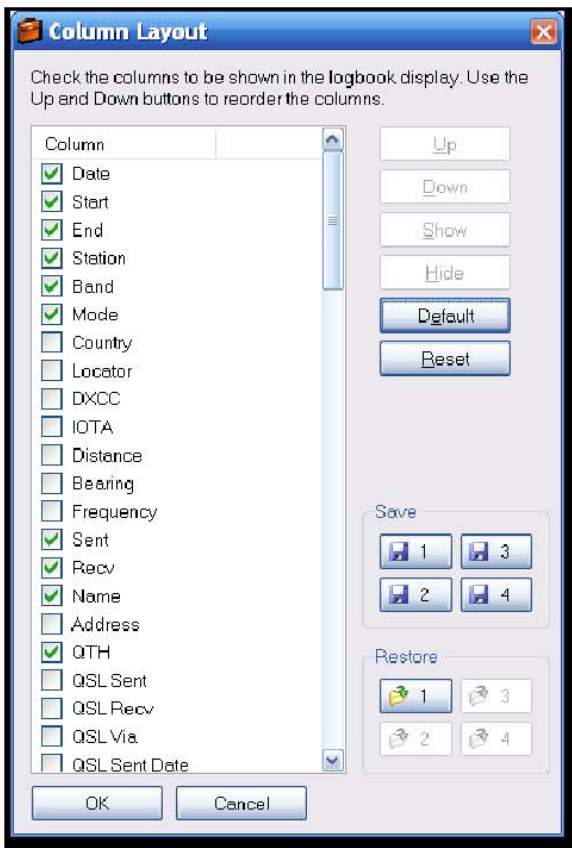 Column Layout
Check the columns to be shown in the logbook display. Use the
Up and Down buttons to reorder the columns.
Column
Date
Start
End
Station
Band
Mode
Country
Locator
DXCC
IOTA
Distance
Bearing
Frequency
Sent
Recv
Name
Address
QTH
QSL Sent
QSL Recv
QSL Via
QSL Sent Date
Up
Down
Show
Hide
Default
Reset
Save
1 3
2 4
Restore
1 3
2 4
OK Cancel